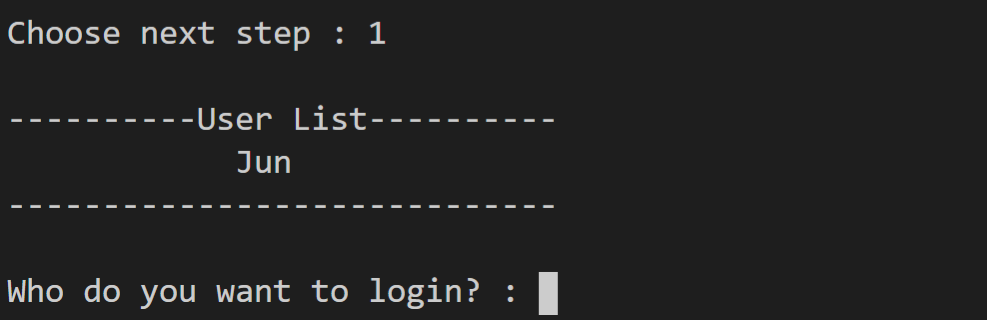 Choose next step : 1
----------User List----------
Jun
-----------------------------
Who do you want to login? :